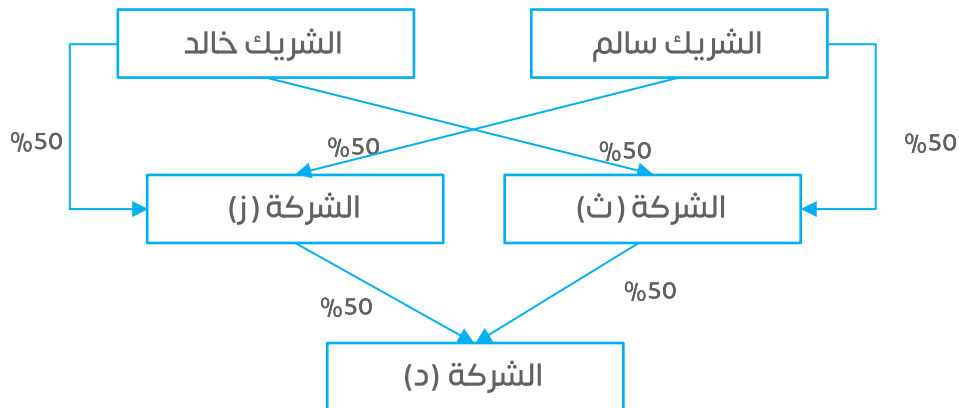 الشريك سالم
الشريك خالد
%50
%50
%50
%50
الشركة (ث)
الشركة (ز)
%50
%50
الشركة (د)